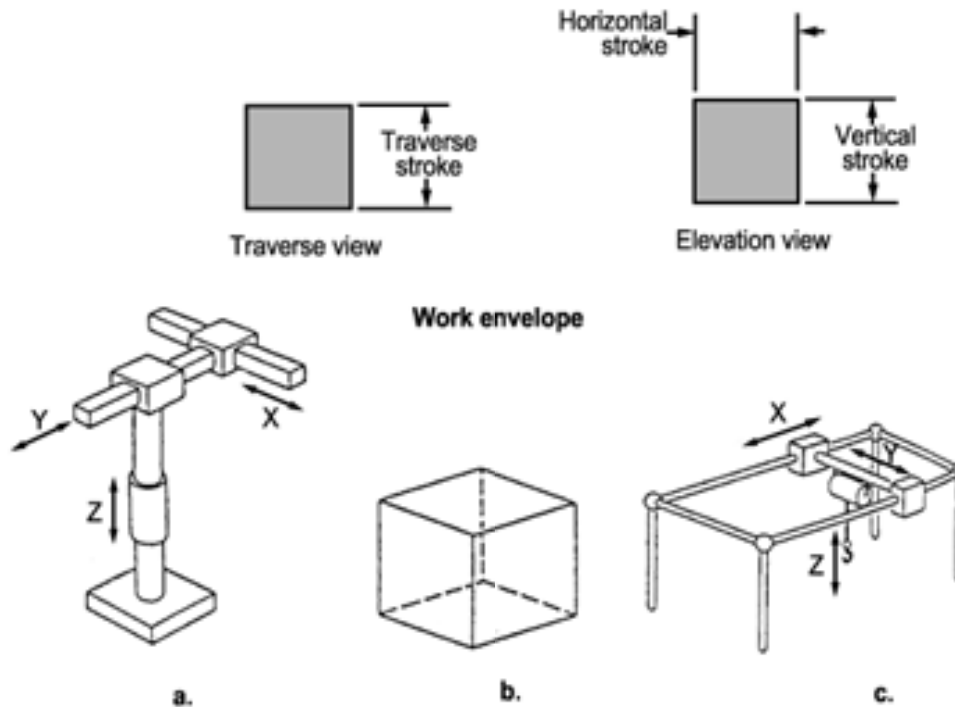 Horizontal
stroke
Traverse
stroke
Vertical
stroke
Traverse view
Elevation view
Work envelope
Y
X
Z
X
Y
Z
a.
b.
c.